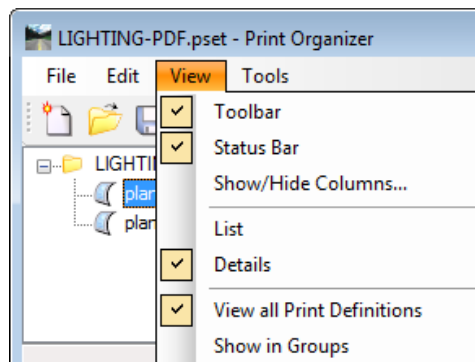 LIGHTING-PDF.pset - Print Organizer
File Edit View Tools
Toolbar
Status Bar
Show/Hide Columns...
List
Details
View all Print Definitions
Show in Groups